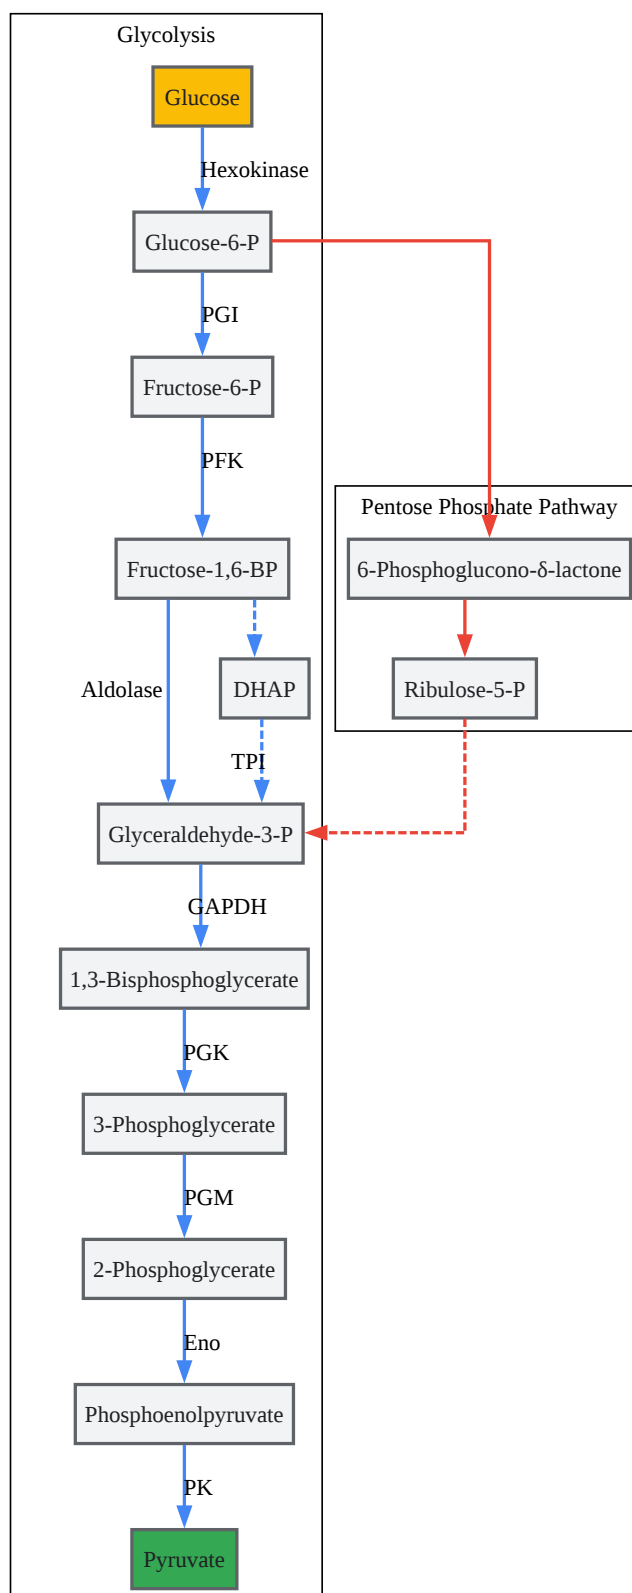 Glycolysis
Glucose
Hexokinase
Glucose-6-P
PGI
Fructose-6-P
PFK
Pentose Phosphate Pathway
Fructose-1,6-BP
6-Phosphoglucono-δ-lactone
Aldolase
DHAP
Ribulose-5-P
TPI
Glyceraldehyde-3-P
GAPDH
1,3-Bisphosphoglycerate
PGK
3-Phosphoglycerate
PGM
2-Phosphoglycerate
Eno
Phosphoenolpyruvate
PK
Pyruvate